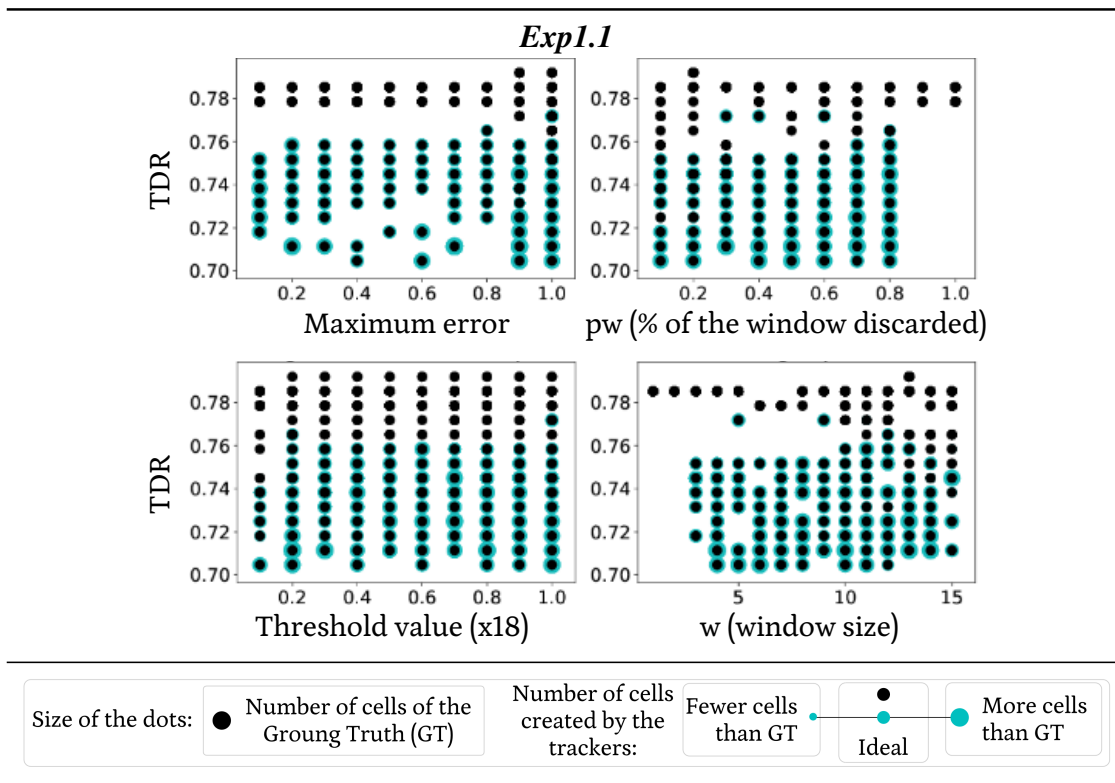 Exp1.1
0.78
0.76
0.74
0.72
0.70
TDR
0.2 0.4 0.6 0.8 1.0
Maximum error
0.78
0.76
0.74
0.72
0.70
0.2 0.4 0.6 0.8 1.0
pw (% of the window discarded)
0.78
0.76
0.74
0.72
0.70
TDR
0.2 0.4 0.6 0.8 1.0
Threshold value (x18)
0.78
0.76
0.74
0.72
0.70
5 10 15
w (window size)
Size of the dots:
Number of cells of the
Groung Truth (GT)
Number of cells
created by the
trackers:
Fewer cells
than GT
Ideal
More cells
than GT